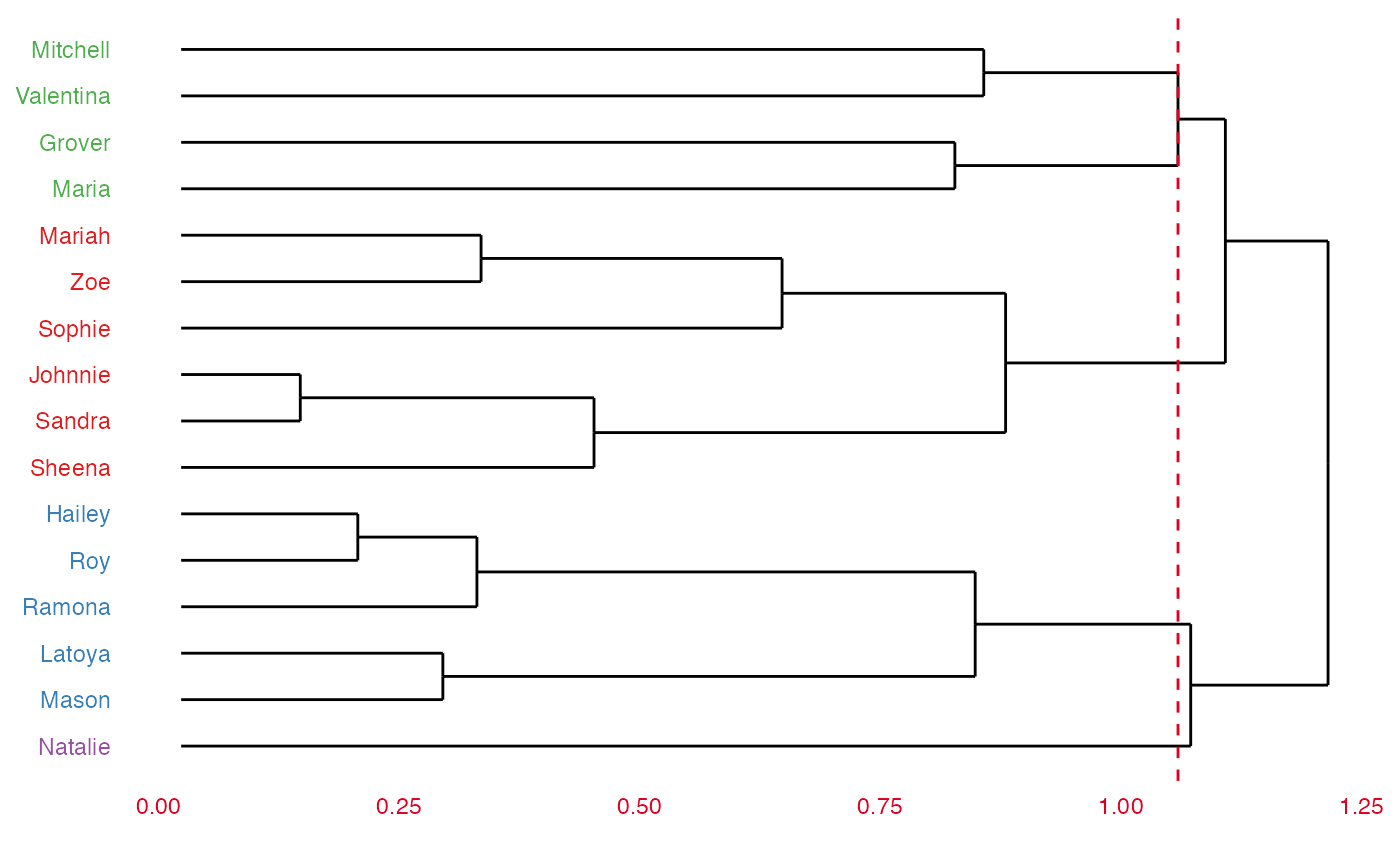 Mitchell
Valentina
Grover
Maria
Mariah
Zoe
Sophie
Johnnie
Sandra
Sheena
Hailey
Roy
Ramona
Latoya
Mason
Natalie
0.00 0.25 0.50 0.75 1.00 1.25